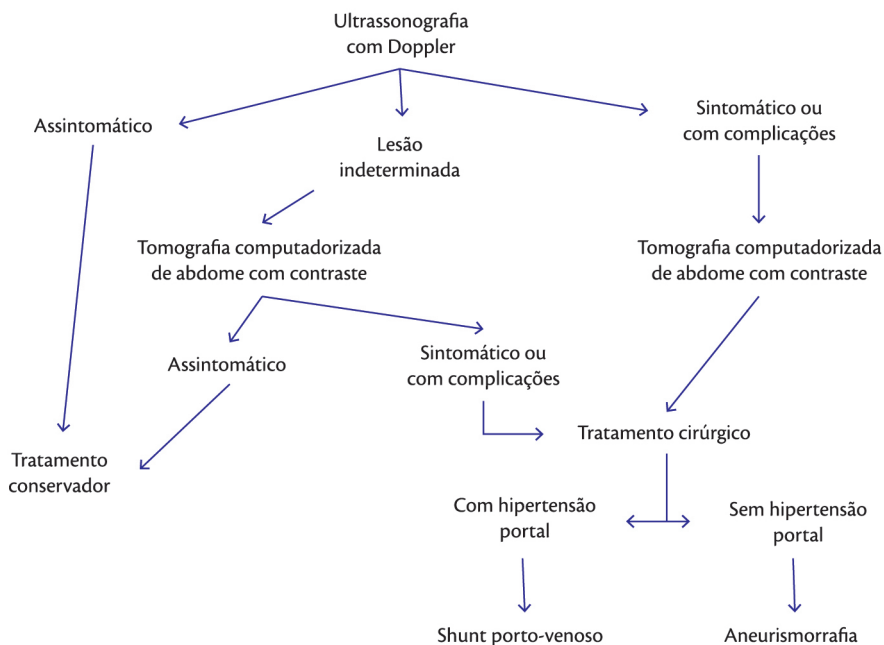 Ultrassonografia
com Doppler
Assintomático
Lesão
indeterminada
Sintomático ou
com complicações
Tomografia computadorizada
de abdome com contraste
Tomografia computadorizada
de abdome com contraste
Assintomático
Sintomático ou
com complicações
Tratamento
conservador
Tratamento cirúrgico
Com hipertensão
portal
Sem hipertensão
portal
Shunt porto-venoso
Aneurismorrafia